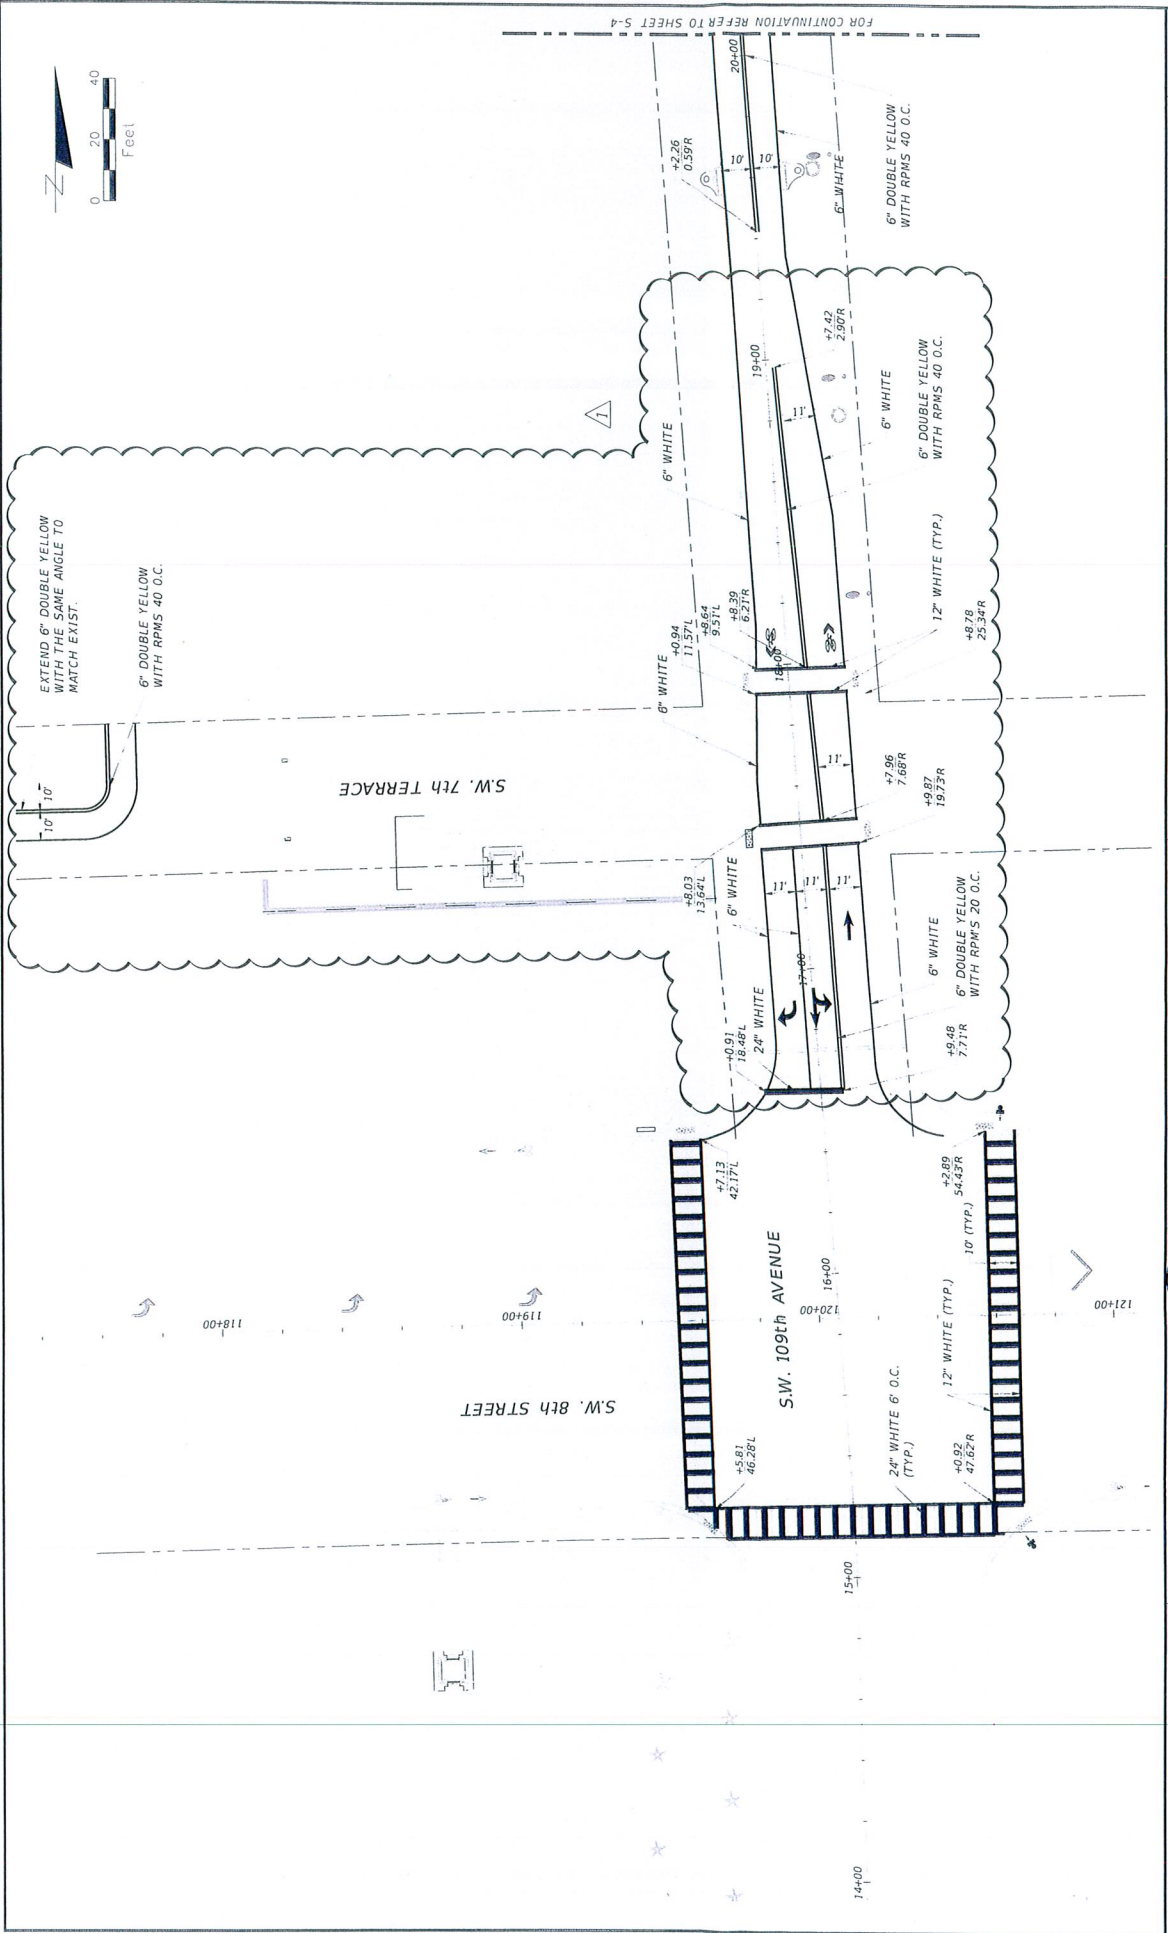 FOR CONTINUATION REFER TO SHEET S-4
N
0
20
40
Feet
20+00
+2.26
0.59'R
10'
10'
6" WHITE
6" DOUBLE YELLOW
WITH RPMS 40 O.C.
1
19+00
+7.42
2.90'R
11'
6" WHITE
6" WHITE
6" DOUBLE YELLOW
WITH RPMS 40 O.C.
12" WHITE (TYP.)
EXTEND 6" DOUBLE YELLOW
WITH THE SAME ANGLE TO
MATCH EXIST.
6" DOUBLE YELLOW
WITH RPMS 40 O.C.
10'
10'
S.W. 7th TERRACE
6" WHITE
+0.94
11.57'L
+8.64
9.51'L
+8.39
6.21'R
18+00
+8.78
25.34'R
11'
+7.96
7.68'R
+9.87
19.73'R
+8.03
13.64'L
6" WHITE
11'
11'
11'
17+00
6" WHITE
6" DOUBLE YELLOW
WITH RPM'S 20 O.C.
24" WHITE
+0.91
18.48'L
+9.48
7.71'R
+7.13
42.17'L
+2.89
54.43'R
10' (TYP.)
S.W. 109th AVENUE
16+00
118+00
119+00
120+00
121+00
S.W. 8th STREET
12" WHITE (TYP.)
24" WHITE 6' O.C.
(TYP.)
+5.81
46.28'L
+0.92
47.62'R
15+00
14+00